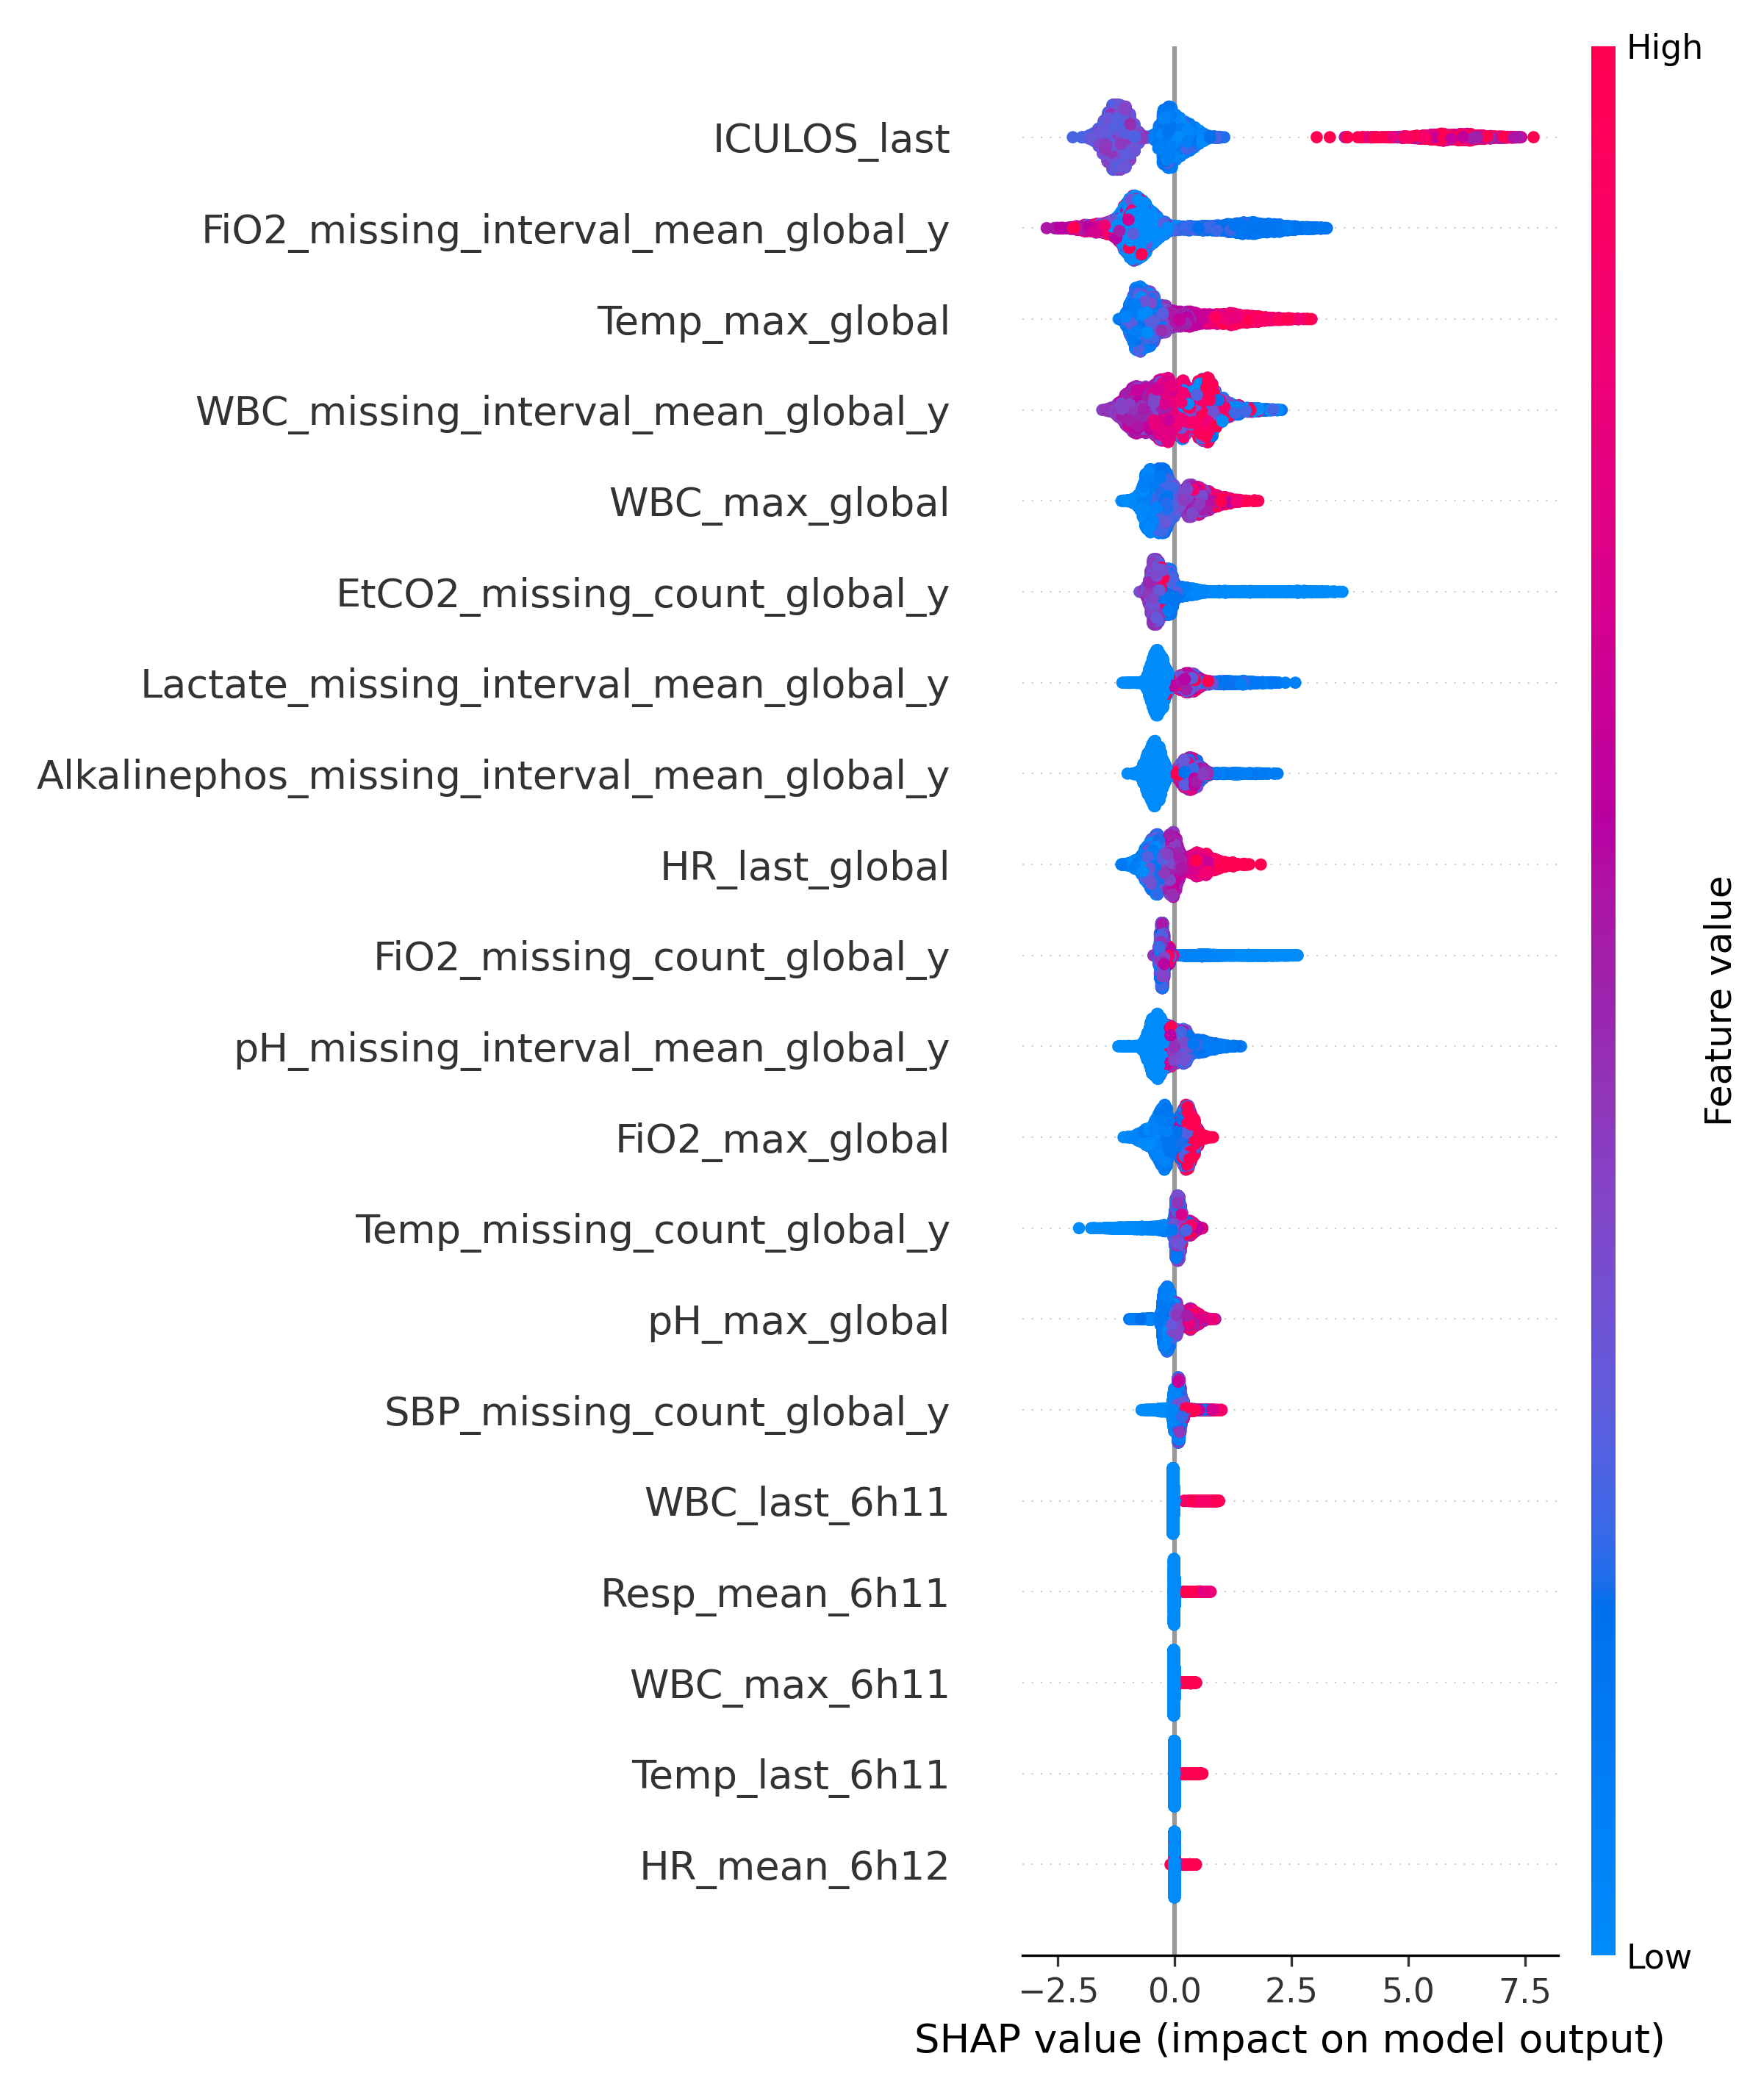 High
ICULOS_last
FiO2_missing_interval_mean_global_y
Temp_max_global
WBC_missing_interval_mean_global_y
WBC_max_global
EtCO2_missing_count_global_y
Lactate_missing_interval_mean_global_y
Alkalinephos_missing_interval_mean_global_y
HR_last_global
FiO2_missing_count_global_y
pH_missing_interval_mean_global_y
FiO2_max_global
Temp_missing_count_global_y
pH_max_global
SBP_missing_count_global_y
WBC_last_6h11
Resp_mean_6h11
WBC_max_6h11
Temp_last_6h11
HR_mean_6h12
Feature value
Low
−2.5 0.0 2.5 5.0 7.5
SHAP value (impact on model output)